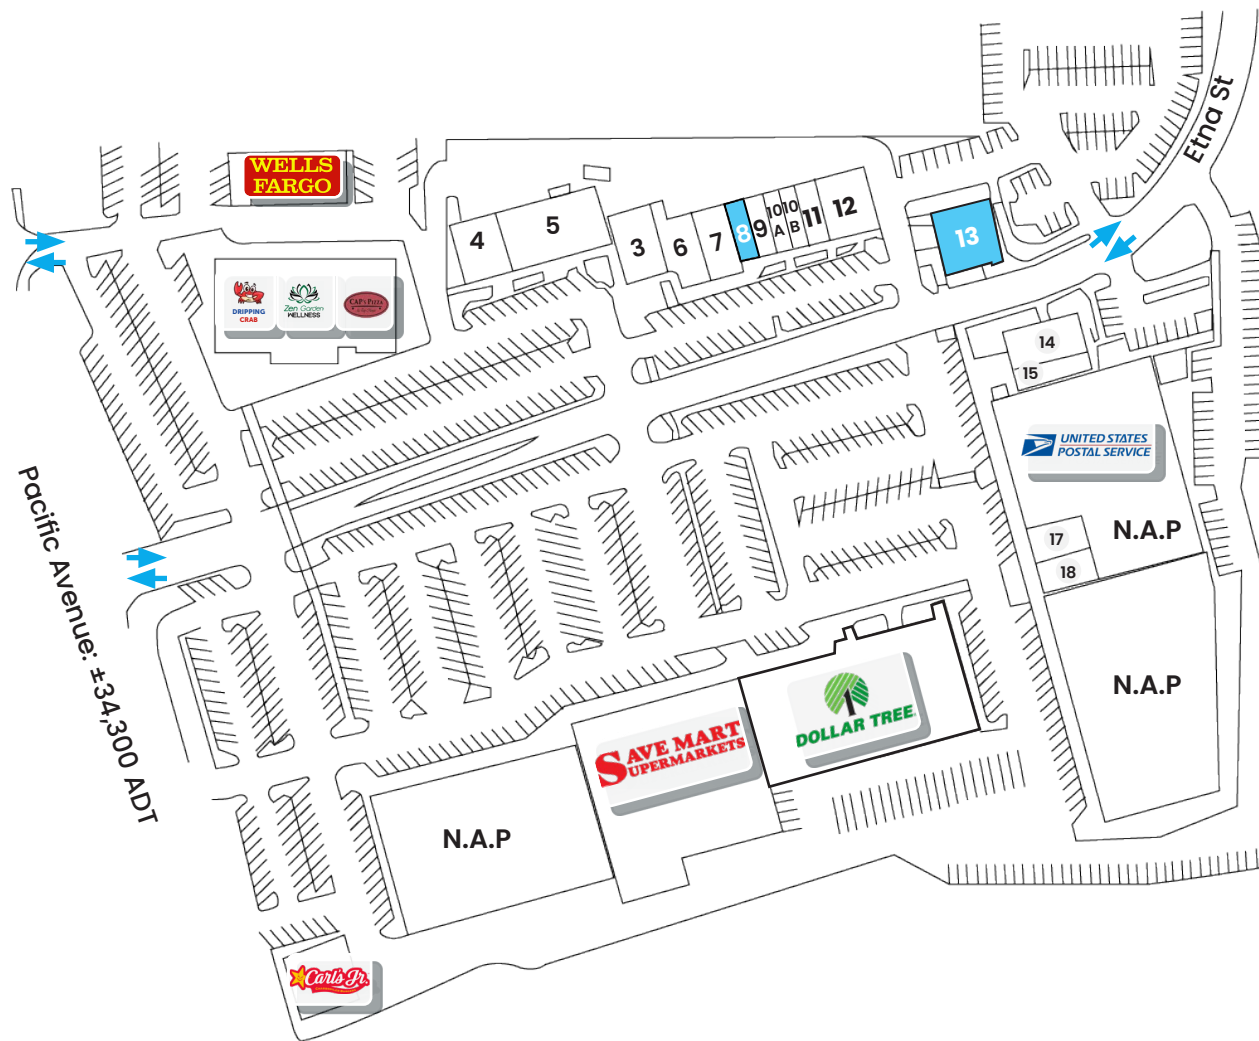 Etna St
WELLS
FARGO
4
5
3
6
7
8
9
10
A
10
B
11
12
13
DRIPPING
CRAB
Zen Garden
WELLNESS
CAP's Pizza
14
15
UNITED STATES
POSTAL SERVICE
N.A.P
17
18
Pacific Avenue: ±34,300 ADT
N.A.P
SAVE MART
SUPERMARKETS
DOLLAR TREE
N.A.P
Carl's Jr.